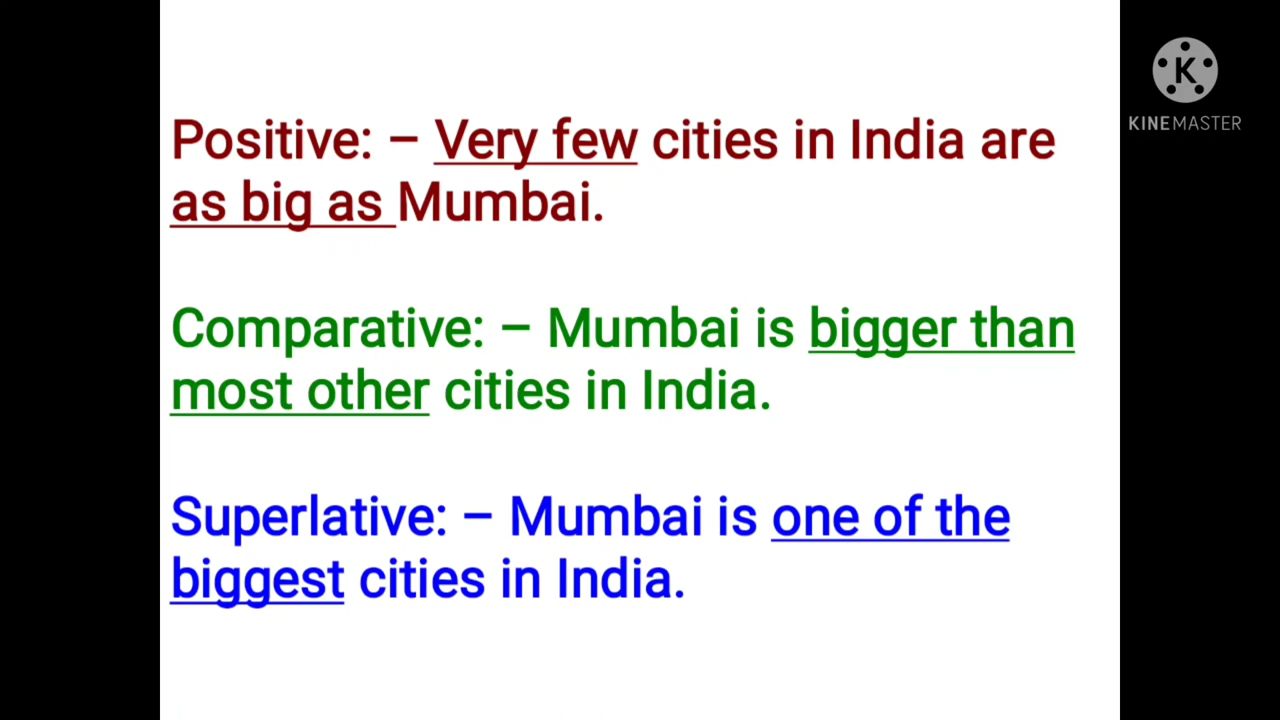 Positive: – Very few cities in India are
as big as Mumbai.
Comparative: – Mumbai is bigger than
most other cities in India.
Superlative: – Mumbai is one of the
biggest cities in India.
K
KINEMASTER